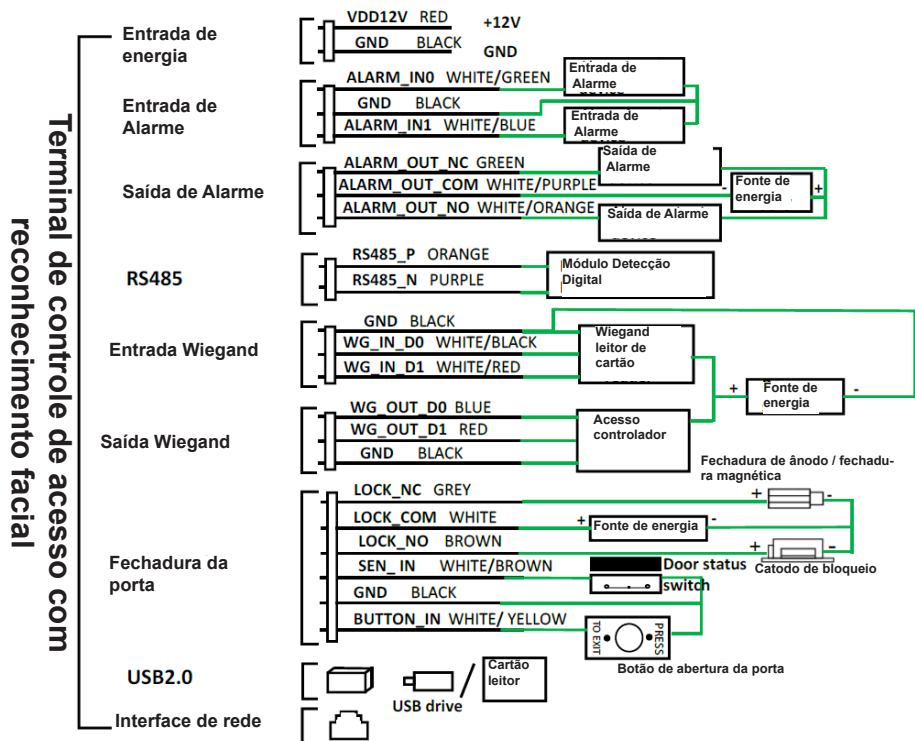 Terminal de controle de acesso com
reconhecimento facial
Entrada de
energia
VDD12V RED
+12V
GND BLACK
GND
Entrada de
Alarme
ALARM_IN0 WHITE/GREEN
GND BLACK
ALARM_IN1 WHITE/BLUE
Entrada de
Alarme
Entrada de
Alarme
Saída de Alarme
ALARM_OUT_NC GREEN
ALARM_OUT_COM WHITE/PURPLE
ALARM_OUT_NO WHITE/ORANGE
Saída de
Alarme
Saída de Alarme
-
Fonte de
energia
+
RS485
RS485_P ORANGE
RS485_N PURPLE
Módulo Detecção
Digital
Entrada Wiegand
GND BLACK
WG_IN_D0 WHITE/BLACK
WG_IN_D1 WHITE/RED
Wiegand
leitor de
cartão
+
Fonte de
energia
-
Saída Wiegand
WG_OUT_D0 BLUE
WG_OUT_D1 RED
GND BLACK
Acesso
controlador
Fechadura de ânodo / fechadu-
ra magnética
Fechadura da
porta
LOCK_NC GREY
+ -
LOCK_COM WHITE
+ Fonte de energia -
LOCK_NO BROWN
+ -
Catodo de bloqueio
SEN_IN WHITE/BROWN
Door status
switch
GND BLACK
BUTTON_IN WHITE/ YELLOW
TO EXIT
PRESS
Botão de abertura da porta
USB2.0
USB drive
/
Cartão
leitor
Interface de rede